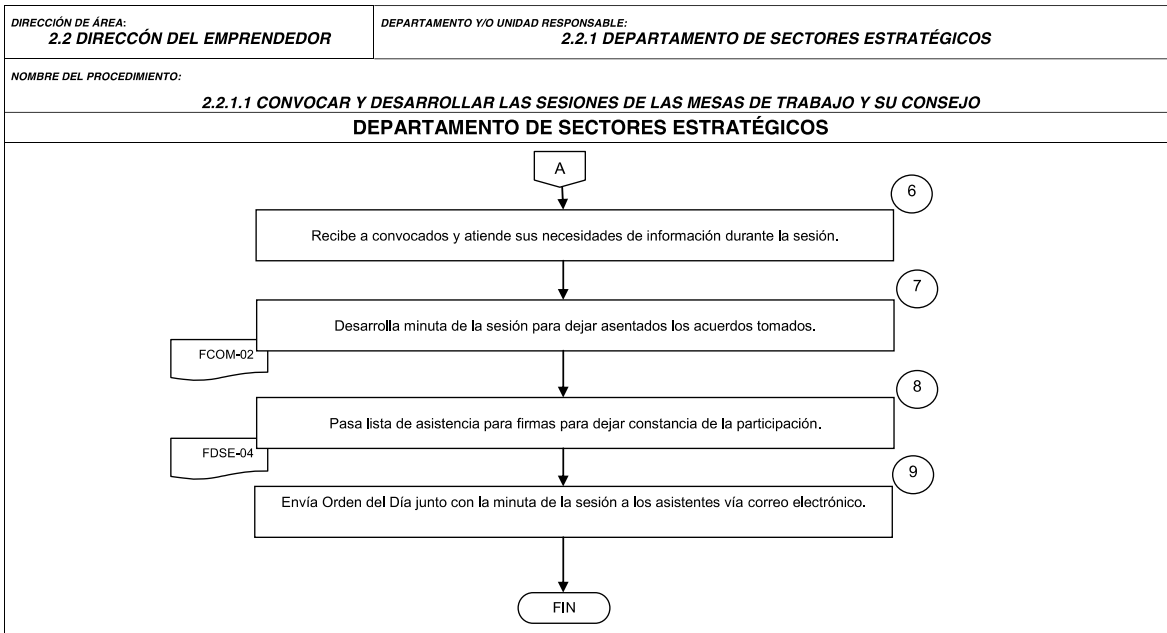 DIRECCIÓN DE ÁREA:
2.2 DIRECCÓN DEL EMPRENDEDOR
DEPARTAMENTO Y/O UNIDAD RESPONSABLE:
2.2.1 DEPARTAMENTO DE SECTORES ESTRATÉGICOS
NOMBRE DEL PROCEDIMIENTO:
2.2.1.1 CONVOCAR Y DESARROLLAR LAS SESIONES DE LAS MESAS DE TRABAJO Y SU CONSEJO
DEPARTAMENTO DE SECTORES ESTRATÉGICOS
A
6
Recibe a convocados y atiende sus necesidades de información durante la sesión.
7
Desarrolla minuta de la sesión para dejar asentados los acuerdos tomados.
FCOM-02
8
Pasa lista de asistencia para firmas para dejar constancia de la participación.
FDSE-04
9
Envía Orden del Día junto con la minuta de la sesión a los asistentes vía correo electrónico.
FIN